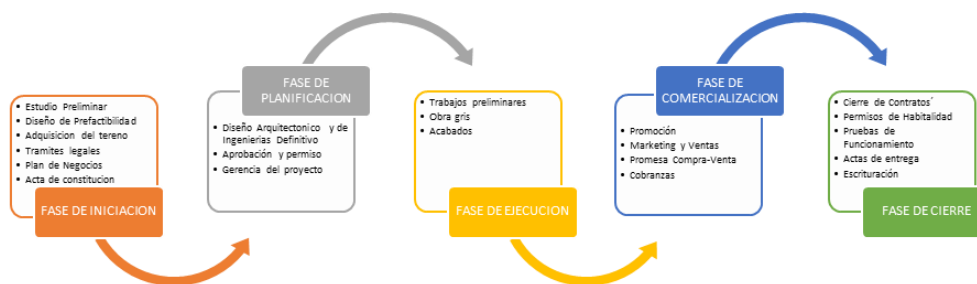 ▪ Estudio Preliminar
▪ Diseño de Prefactibilidad
▪ Adquisicion del terreno
▪ Tramites legales
▪ Plan de Negocios
▪ Acta de constitucion
FASE DE INICIACION
FASE DE
PLANIFICACION
▪ Diseño Arquitectonico y de
Ingenierias Definitivo
▪ Aprobación y permiso
▪ Gerencia del proyecto
▪ Trabajos preliminares
▪ Obra gris
▪ Acabados
FASE DE EJECUCION
FASE DE
COMERCIALIZACION
▪ Promoción
▪ Marketing y Ventas
▪ Promesa Compra-Venta
▪ Cobranzas
▪ Cierre de Contratos´
▪ Permisos de Habitalidad
▪ Pruebas de
Funcionamiento
▪ Actas de entrega
▪ Escrituración
FASE DE CIERRE